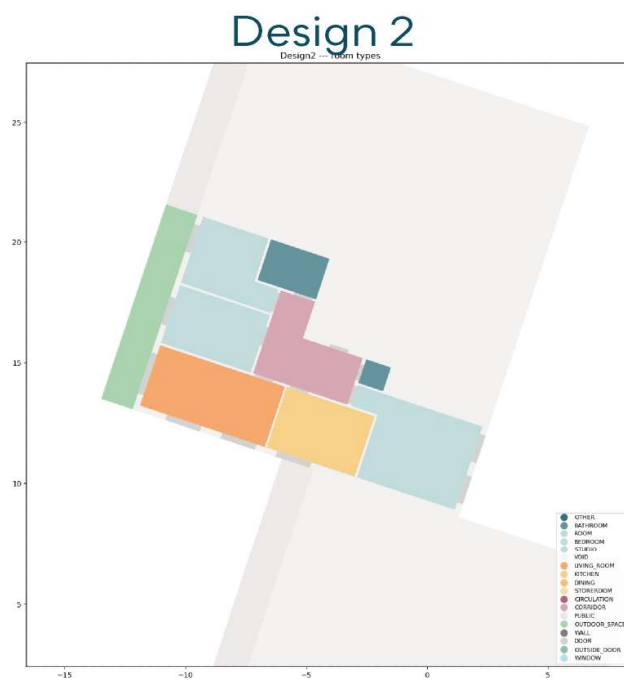 Design 2
Design2 --- room types
25
20
15
10
5
−15
−10
−5
0
5
OTHER
BATHROOM
ROOM
BEDROOM
STUDIO
VOID
LIVING_ROOM
KITCHEN
DINING
STOREROOM
CIRCULATION
CORRIDOR
PUBLIC
OUTDOOR_SPACE
WALL
DOOR
OUTSIDE_DOOR
WINDOW